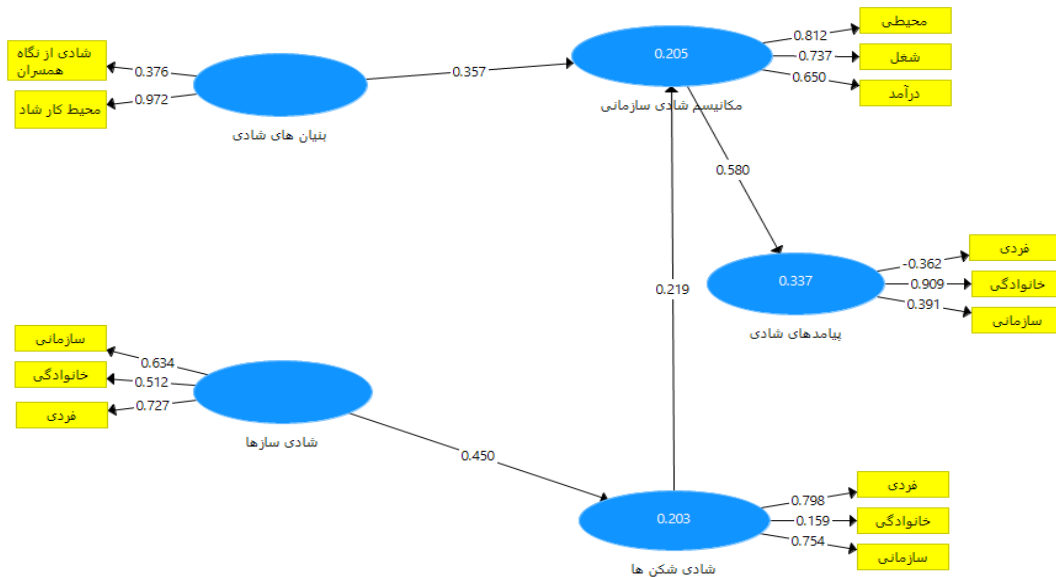 شادی از نگاه
همسران
0.376
محیط کار شاد
0.972
بنیان های شادی
0.357
0.205
مکانیسم شادی سازمانی
0.812
محیطی
0.737
شغل
0.650
درآمد
0.580
0.219
0.337
پیامدهای شادی
-0.362
فردی
0.909
خانوادگی
0.391
سازمانی
سازمانی
0.634
خانوادگی
0.512
فردی
0.727
شادی سازها
0.450
0.203
شادی شکن ها
0.798
فردی
0.159
خانوادگی
0.754
سازمانی